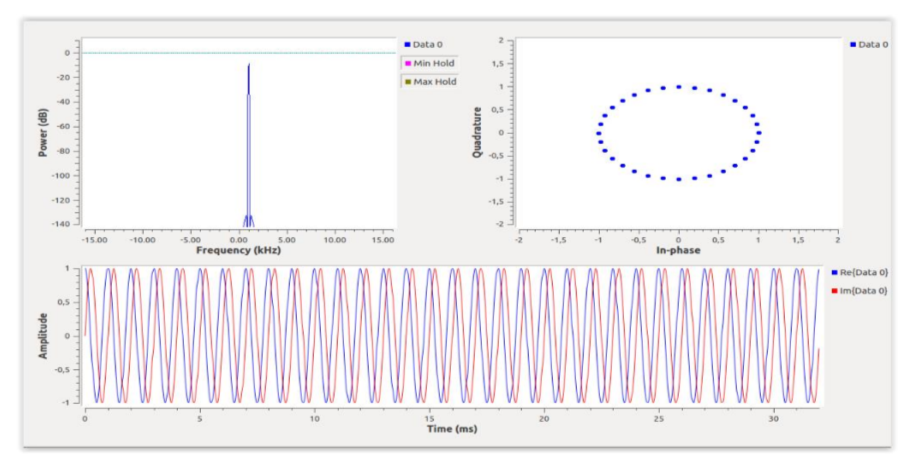 Data 0
Min Hold
Max Hold
Power (dB)
0
-20
-40
-60
-80
-100
-120
-140
-15.00 -10.00 -5.00 0.00 5.00 10.00 15.00
Frequency (kHz)
Data 0
Quadrature
2
1,5
1
0,5
0
-0,5
-1
-1,5
-2
-2 -1,5 -1 -0,5 0 0,5 1 1,5 2
In-phase
Re{Data 0}
Im{Data 0}
Amplitude
1
0,5
0
-0,5
-1
0 5 10 15 20 25 30
Time (ms)